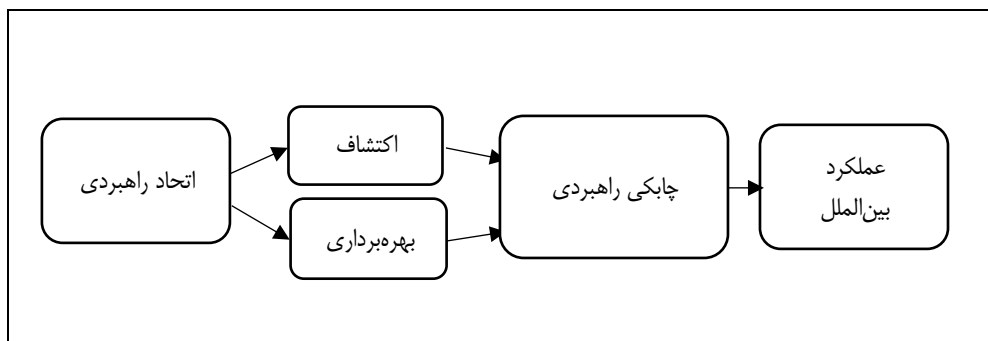 اتحاد راهبردی
اکتشاف
بهره‌برداری
چابکی راهبردی
عملکرد
بین‌الملل